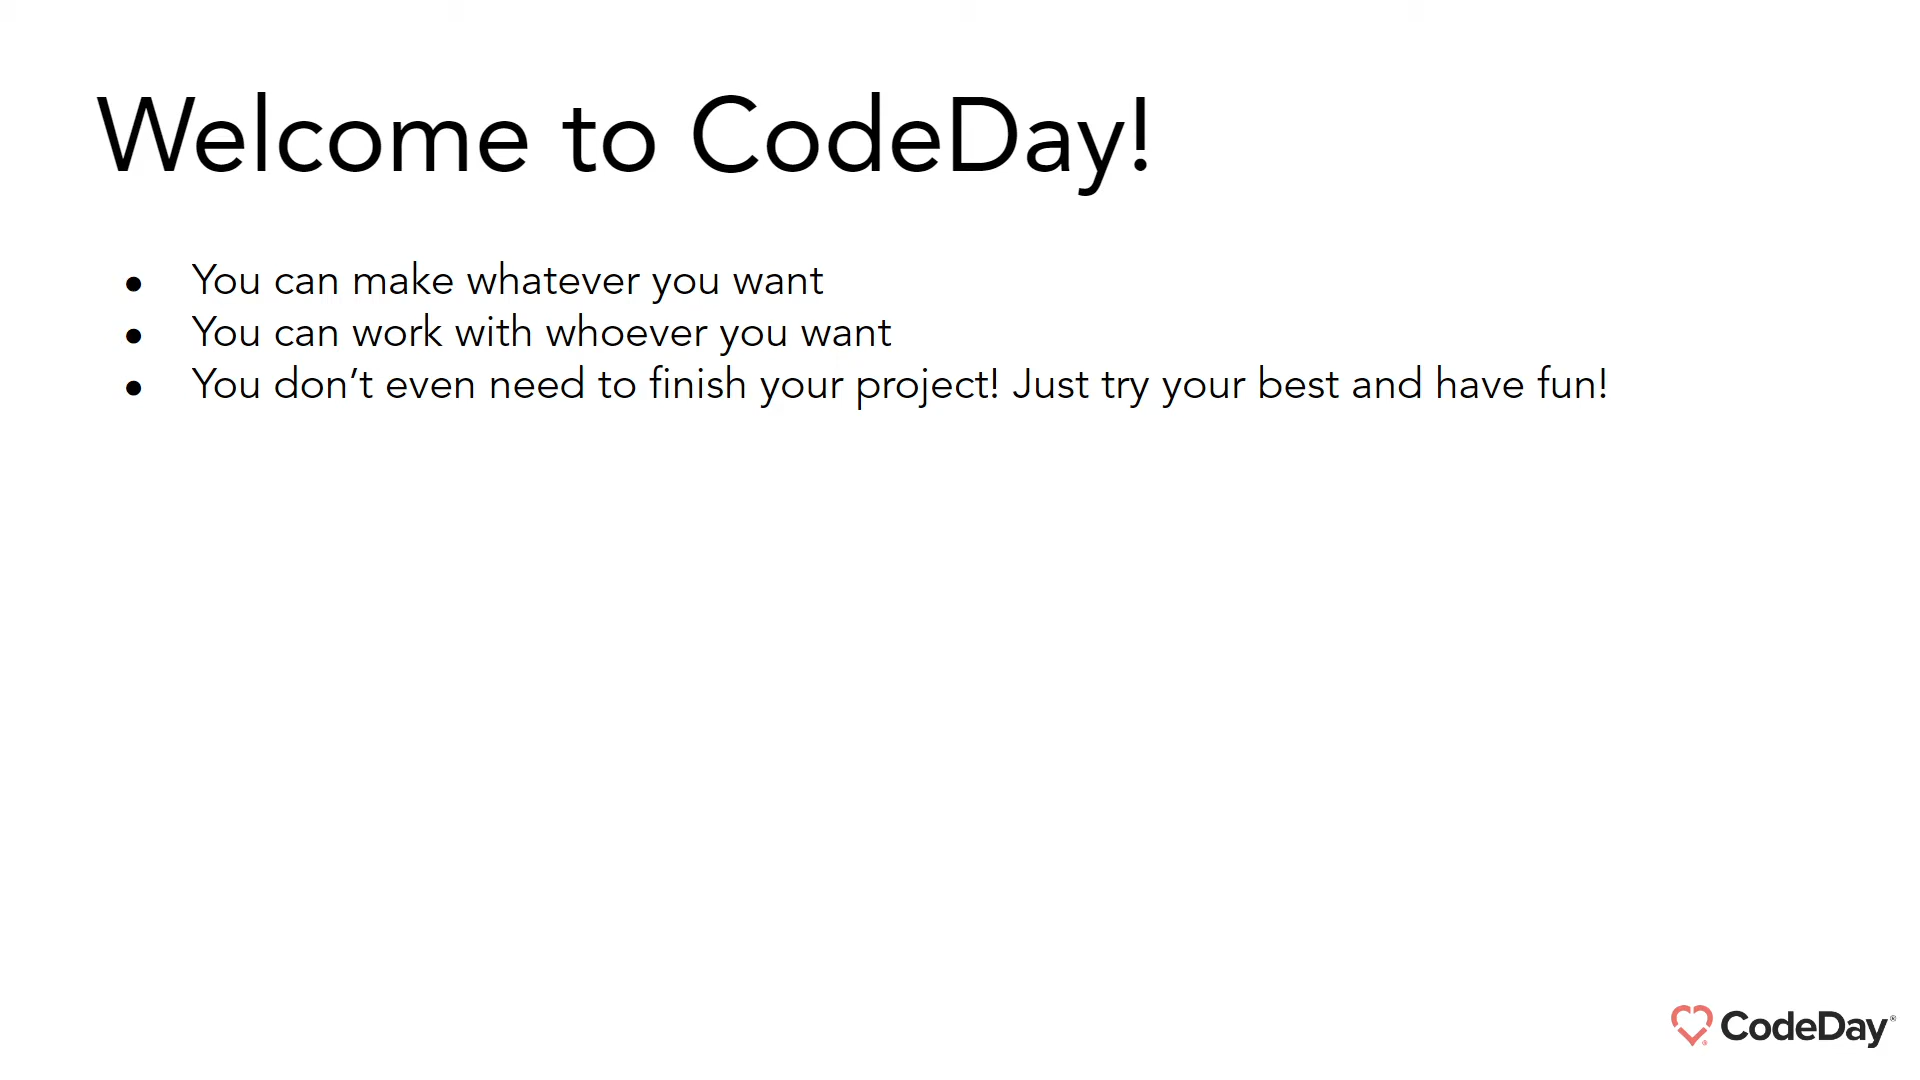 Welcome to CodeDay!
● You can make whatever you want
● You can work with whoever you want
● You don’t even need to finish your project! Just try your best and have fun!
CodeDay®